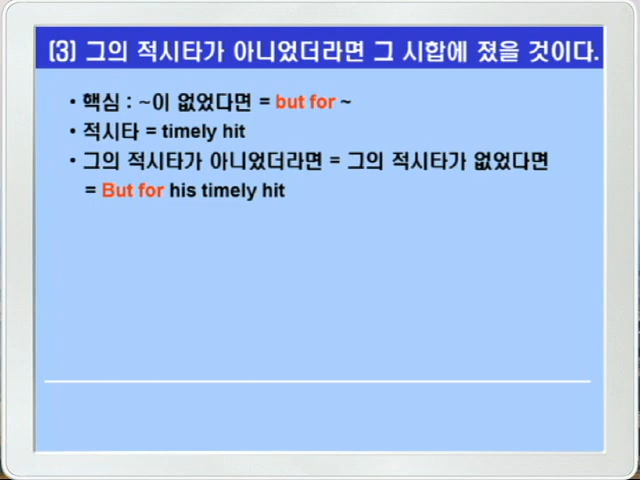 (3) 그의 적시타가 아니었더라면 그 시합에 졌을 것이다.
• 핵심 : ~이 없었다면 = but for ~
• 적시타 = timely hit
• 그의 적시타가 아니었더라면 = 그의 적시타가 없었다면
= But for his timely hit